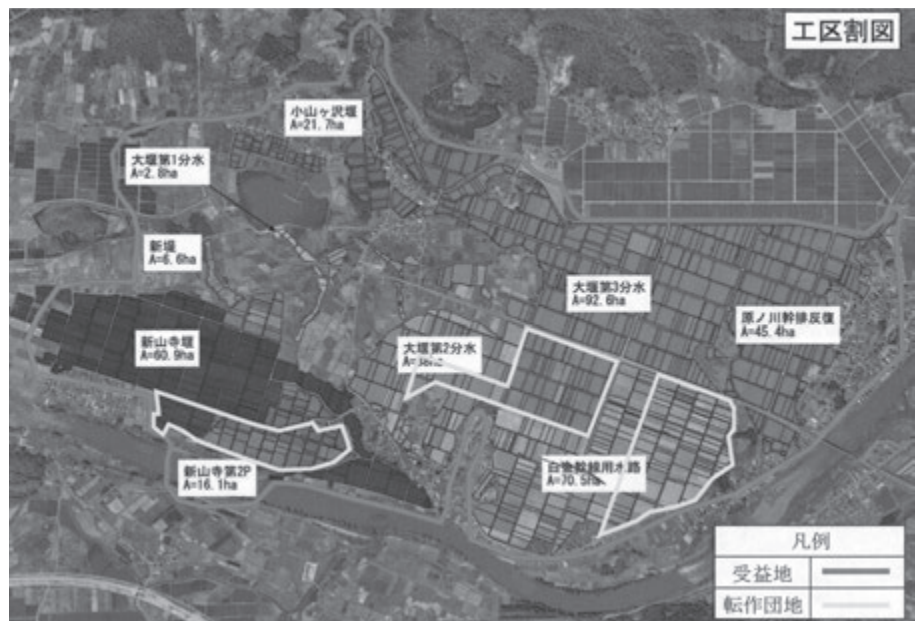 工区割図
小山ヶ沢堰
A=21.7ha
大堰第1分水
A=2.8ha
新堰
A=6.6ha
大堰第3分水
A=92.6ha
原ノ川幹排反復
A=45.4ha
新山寺堰
A=60.9ha
大堰第2分水
新山寺第2P
A=16.1ha
幹線用水路
A=70.5ha
凡例
受益地
転作団地